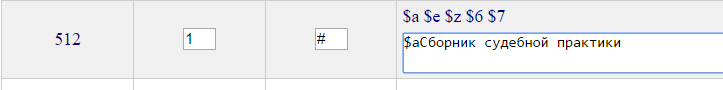 $a $e $z $6 $7
512 1 # $aСборник судебной практики